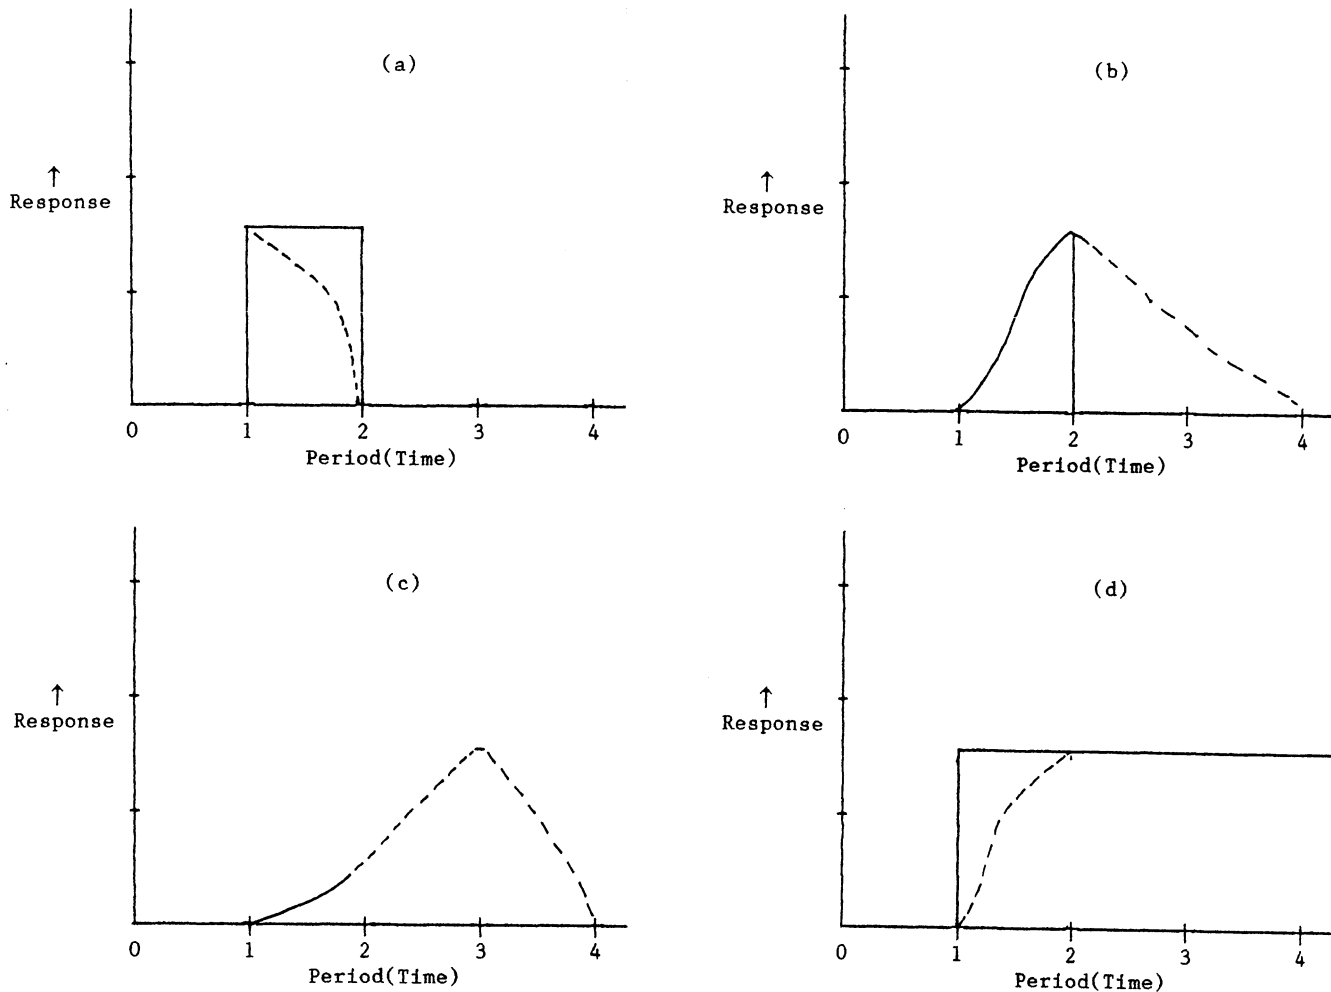 (a)
↑
Response
0 1 2 3 4
Period(Time)
(b)
↑
Response
0 1 2 3 4
Period(Time)
(c)
↑
Response
0 1 2 3 4
Period(Time)
(d)
↑
Response
0 1 2 3 4
Period(Time)